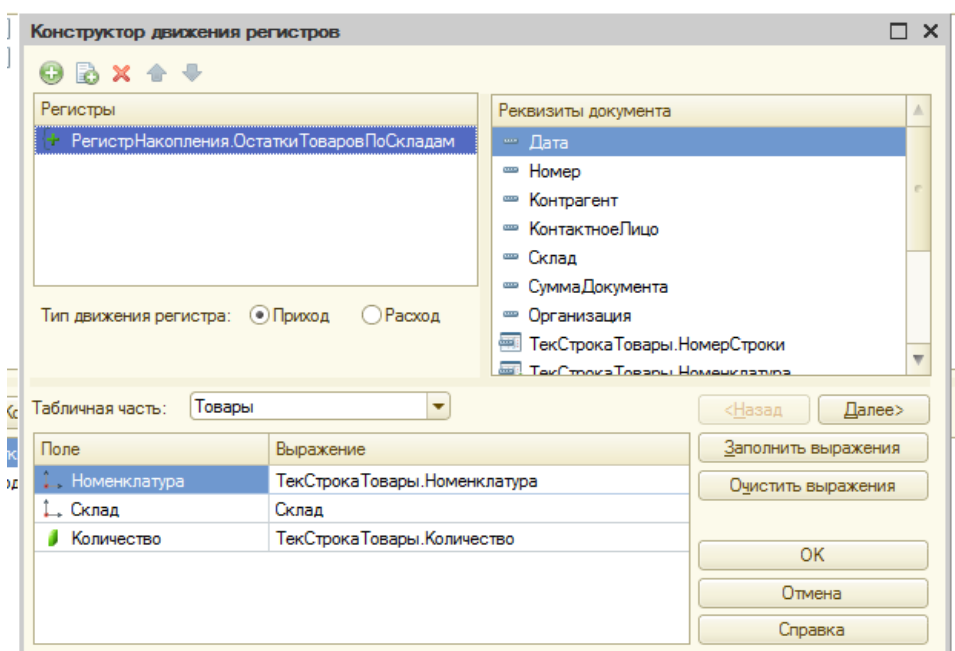 Конструктор движения регистров
Регистры
РегистрНакопления.ОстаткиТоваровПоСкладам
Тип движения регистра: Приход Расход
Реквизиты документа
Дата
Номер
Контрагент
КонтактноеЛицо
Склад
СуммаДокумента
Организация
ТекСтрокаТовары.НомерСтроки
ТекСтрокаТовары.Номенклатура
Табличная часть: Товары
<Назад Далее>
Поле Выражение
Номенклатура ТекСтрокаТовары.Номенклатура
Склад Склад
Количество ТекСтрокаТовары.Количество
Заполнить выражения
Очистить выражения
OK
Отмена
Справка